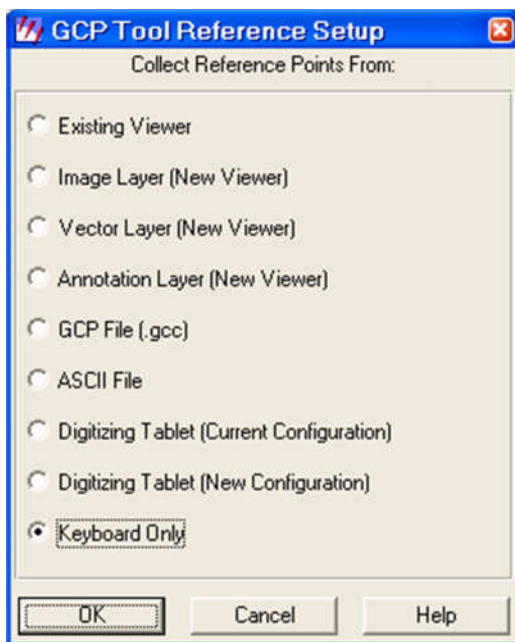 GCP Tool Reference Setup
Collect Reference Points From:
Existing Viewer
Image Layer (New Viewer)
Vector Layer (New Viewer)
Annotation Layer (New Viewer)
GCP File (.gcc)
ASCII File
Digitizing Tablet (Current Configuration)
Digitizing Tablet (New Configuration)
Keyboard Only
OK Cancel Help